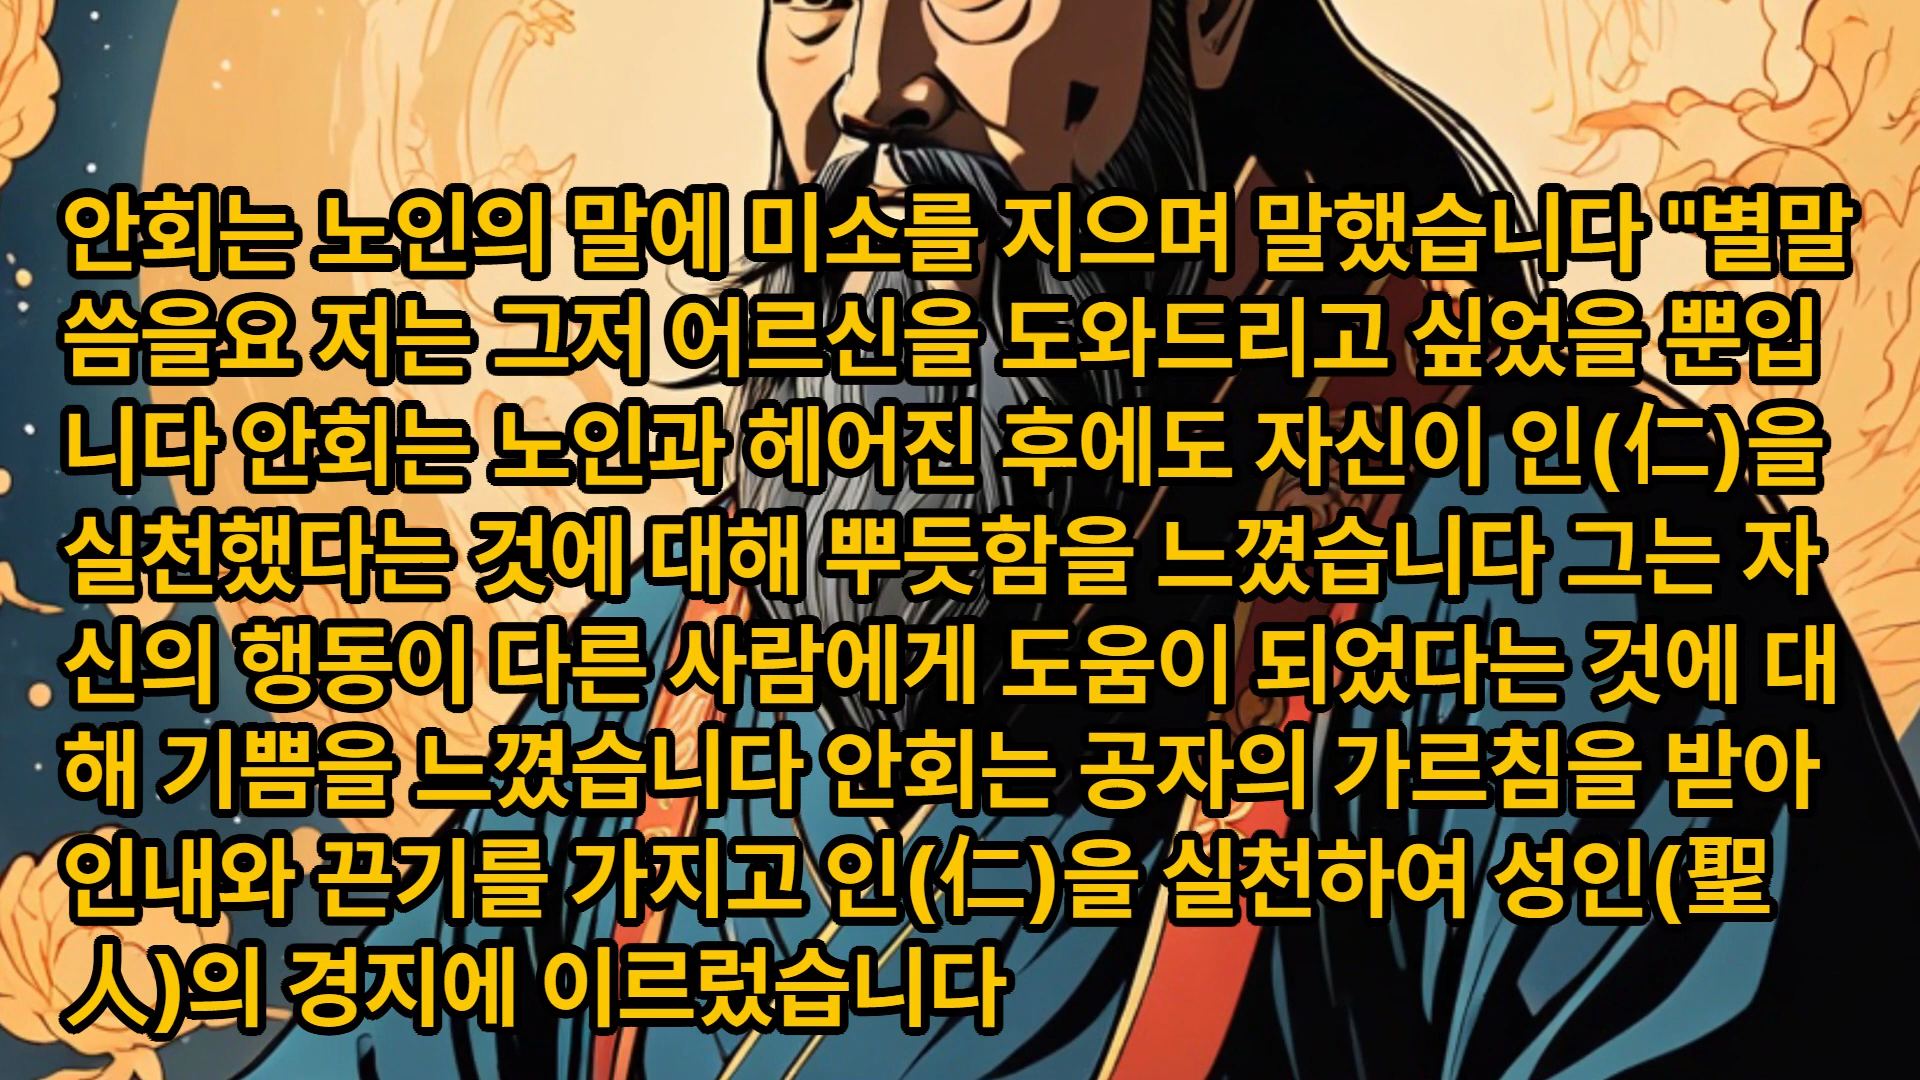 안회는 노인의 말에 미소를 지으며 말했습니다 "별말
씀을요 저는 그저 어르신을 도와드리고 싶었을 뿐입
니다 안회는 노인과 헤어진 후에도 자신이 인(仁)을
실천했다는 것에 대해 뿌듯함을 느꼈습니다 그는 자
신의 행동이 다른 사람에게 도움이 되었다는 것에 대
해 기쁨을 느꼈습니다 안회는 공자의 가르침을 받아
인내와 끈기를 가지고 인(仁)을 실천하여 성인(聖
人)의 경지에 이르렀습니다